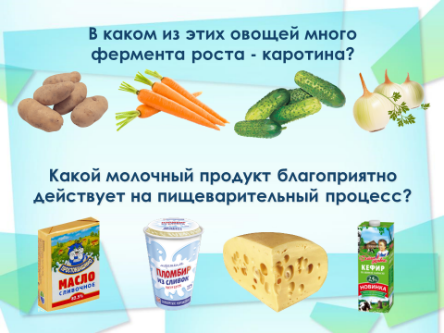 В каком из этих овощей много
фермента роста - каротина?
Какой молочный продукт благоприятно
действует на пищеварительный процесс?
МАСЛО
СЛИВОЧНОЕ
ПЛОМБИР
ИЗ СЛИВОК
КЕФИР
НОВИНКА